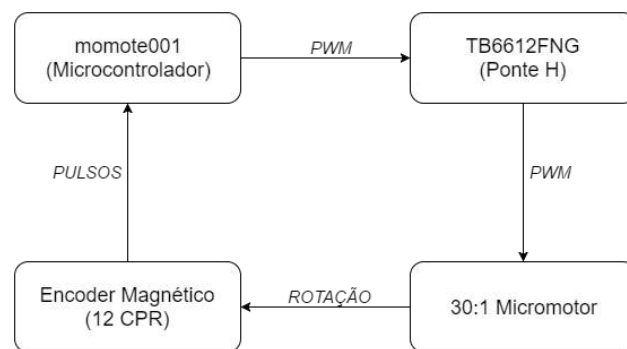 momote001
(Microcontrolador)
PWM
TB6612FNG
(Ponte H)
PULSOS
PWM
Encoder Magnético
(12 CPR)
ROTAÇÃO
30:1 Micromotor